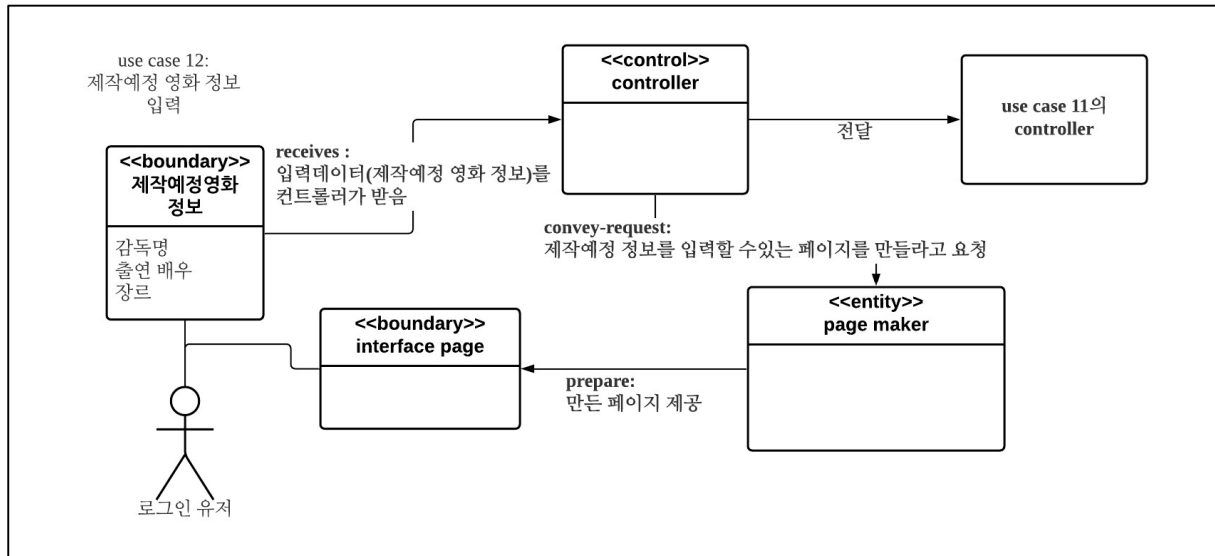 use case 12:
제작예정 영화 정보
입력
<<boundary>>
제작예정영화
정보
감독명
출연 배우
장르
receives :
입력데이터(제작예정 영화 정보)를
컨트롤러가 받음
<<control>>
controller
전달
use case 11의
controller
convey-request:
제작예정 정보를 입력할 수있는 페이지를 만들라고 요청
<<entity>>
page maker
<<boundary>>
interface page
prepare:
만든 페이지 제공
로그인 유저